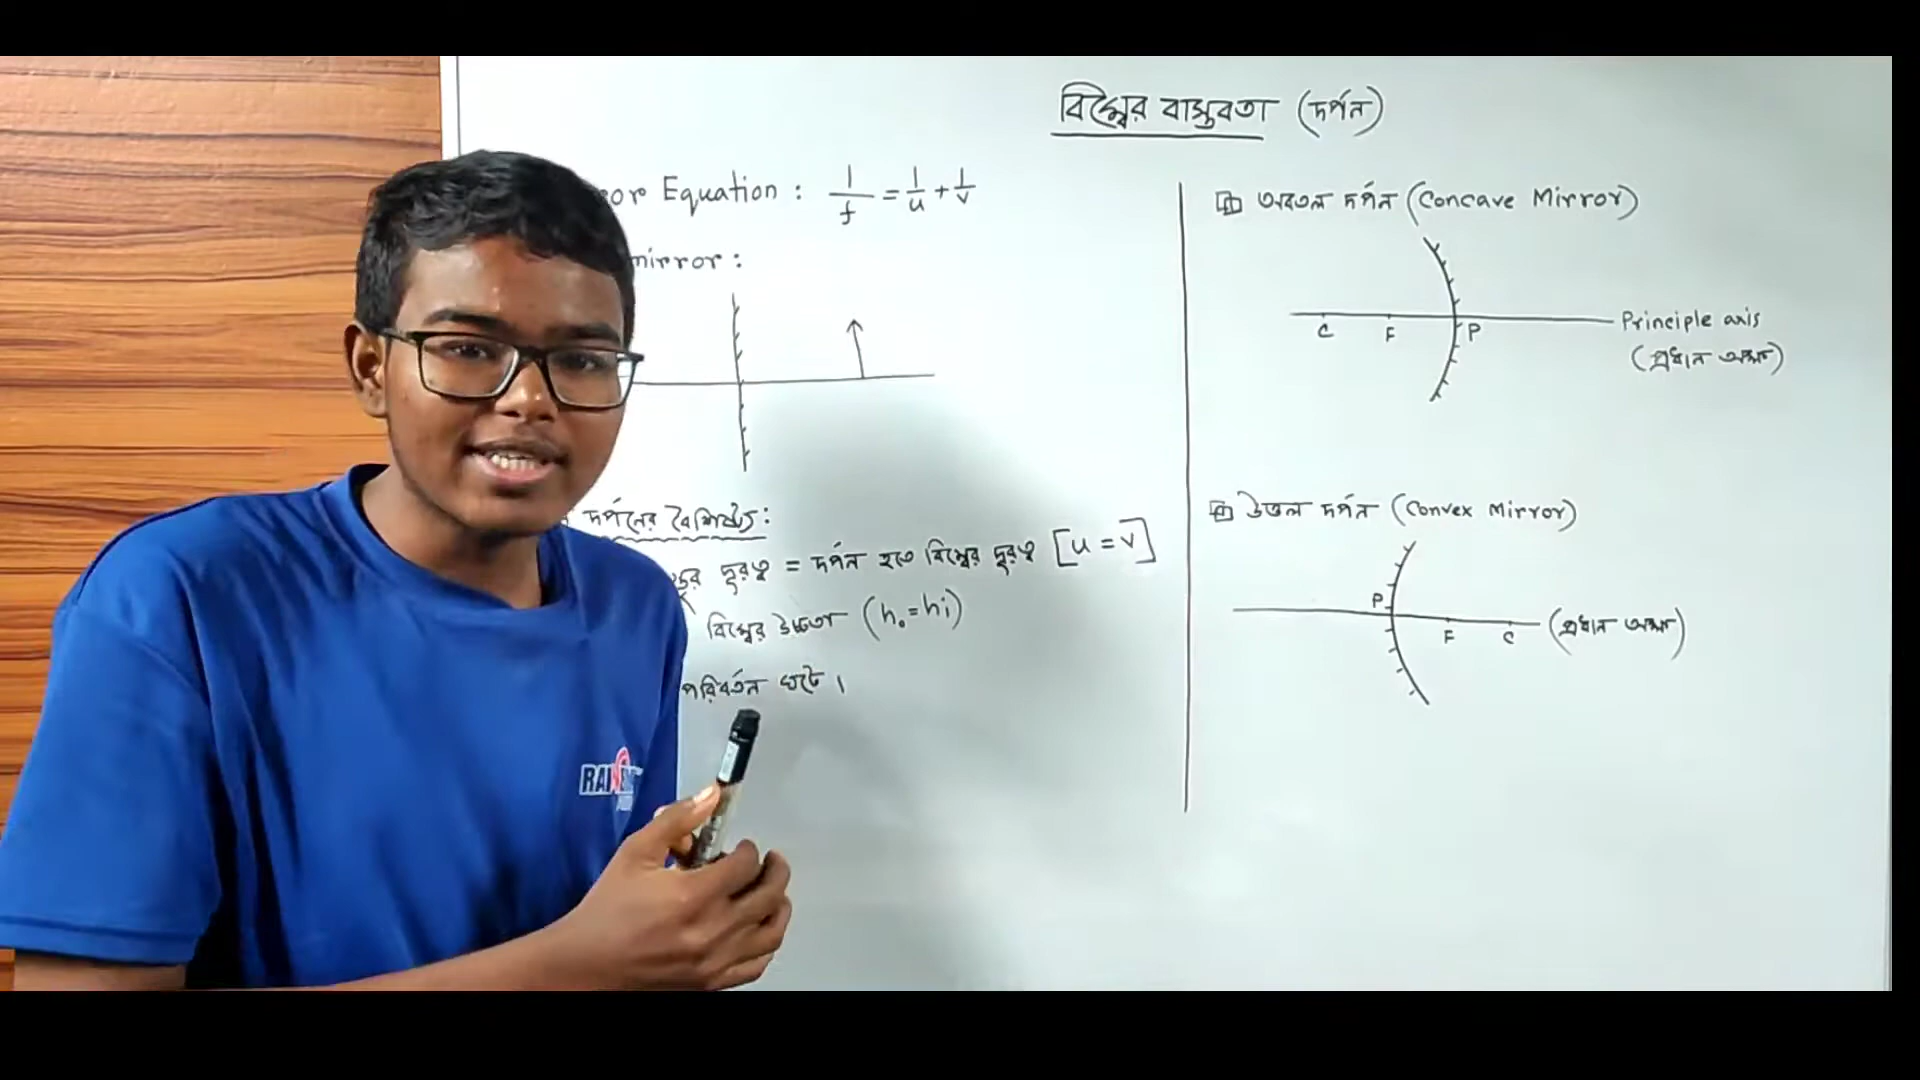 বিম্বের বাস্তবতা (দর্পন)
Equation : 1/f = 1/u + 1/v
mirror :
দর্পনের বৈশিষ্ট্য:
দূরত্ব = দর্পন হতে বিম্বের দূরত্ব [u = v]
বিম্বের উচ্চতা (h₀ = hi)
পরিবর্তন ঘটে।
অবতল দর্পন (Concave Mirror)
C F P
Principle axis
(প্রধান অক্ষ)
উত্তল দর্পন (Convex Mirror)
P F C
(প্রধান অক্ষ)